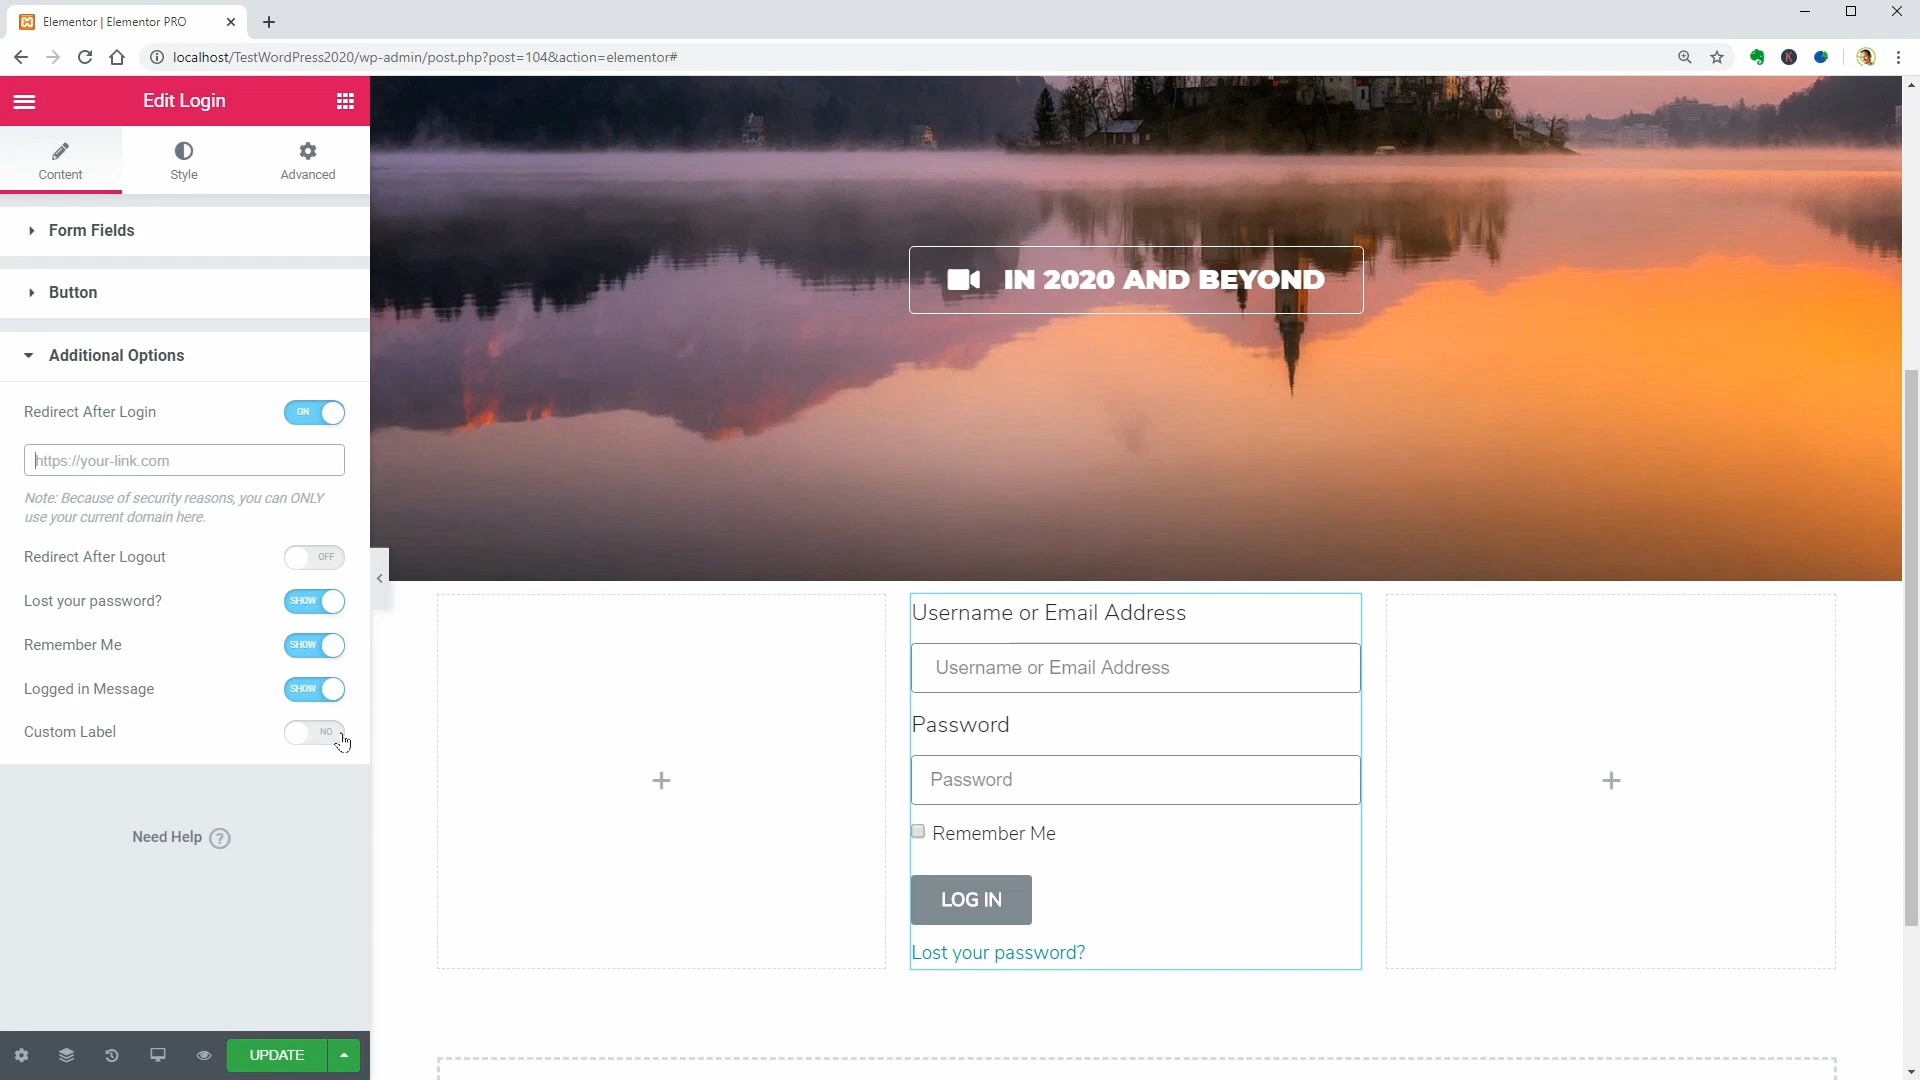 Elementor | Elementor PRO
localhost/TestWordPress2020/wp-admin/post.php?post=104&action=elementor#
Edit Login
Content
Style
Advanced
Form Fields
Button
Additional Options
Redirect After Login
ON
https://your-link.com
Note: Because of security reasons, you can ONLY
use your current domain here.
Redirect After Logout
OFF
Lost your password?
SHOW
Remember Me
SHOW
Logged in Message
SHOW
Custom Label
NO
Need Help ?
UPDATE
IN 2020 AND BEYOND
Username or Email Address
Username or Email Address
Password
Password
Remember Me
LOG IN
Lost your password?